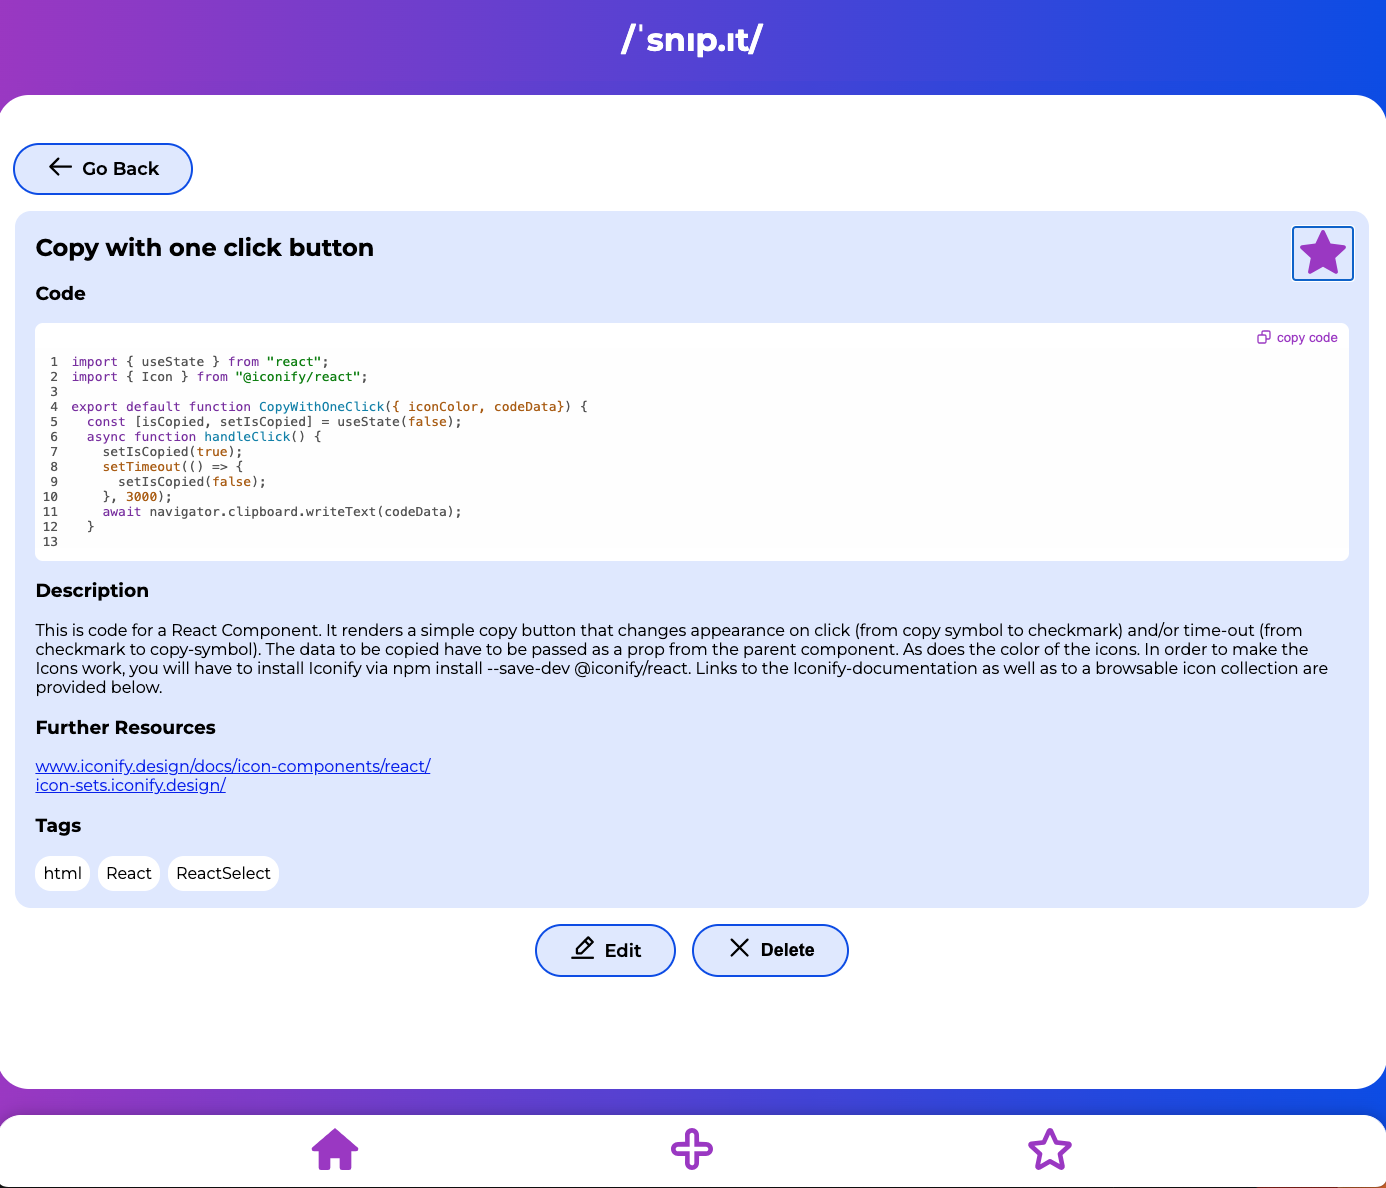 /ˈsnɪp.ɪt/
Go Back
Copy with one click button
Code
copy code
1 import { useState } from "react";
2 import { Icon } from "@iconify/react";
3
4 export default function CopyWithOneClick({ iconColor, codeData}) {
5   const [isCopied, setIsCopied] = useState(false);
6   async function handleClick() {
7     setIsCopied(true);
8     setTimeout(() => {
9       setIsCopied(false);
10     }, 3000);
11     await navigator.clipboard.writeText(codeData);
12   }
13
Description
This is code for a React Component. It renders a simple copy button that changes appearance on click (from copy symbol to checkmark) and/or time-out (from
checkmark to copy-symbol). The data to be copied have to be passed as a prop from the parent component. As does the color of the icons. In order to make the
Icons work, you will have to install Iconify via npm install --save-dev @iconify/react. Links to the Iconify-documentation as well as to a browsable icon collection are
provided below.
Further Resources
www.iconify.design/docs/icon-components/react/
icon-sets.iconify.design/
Tags
html React ReactSelect
Edit Delete